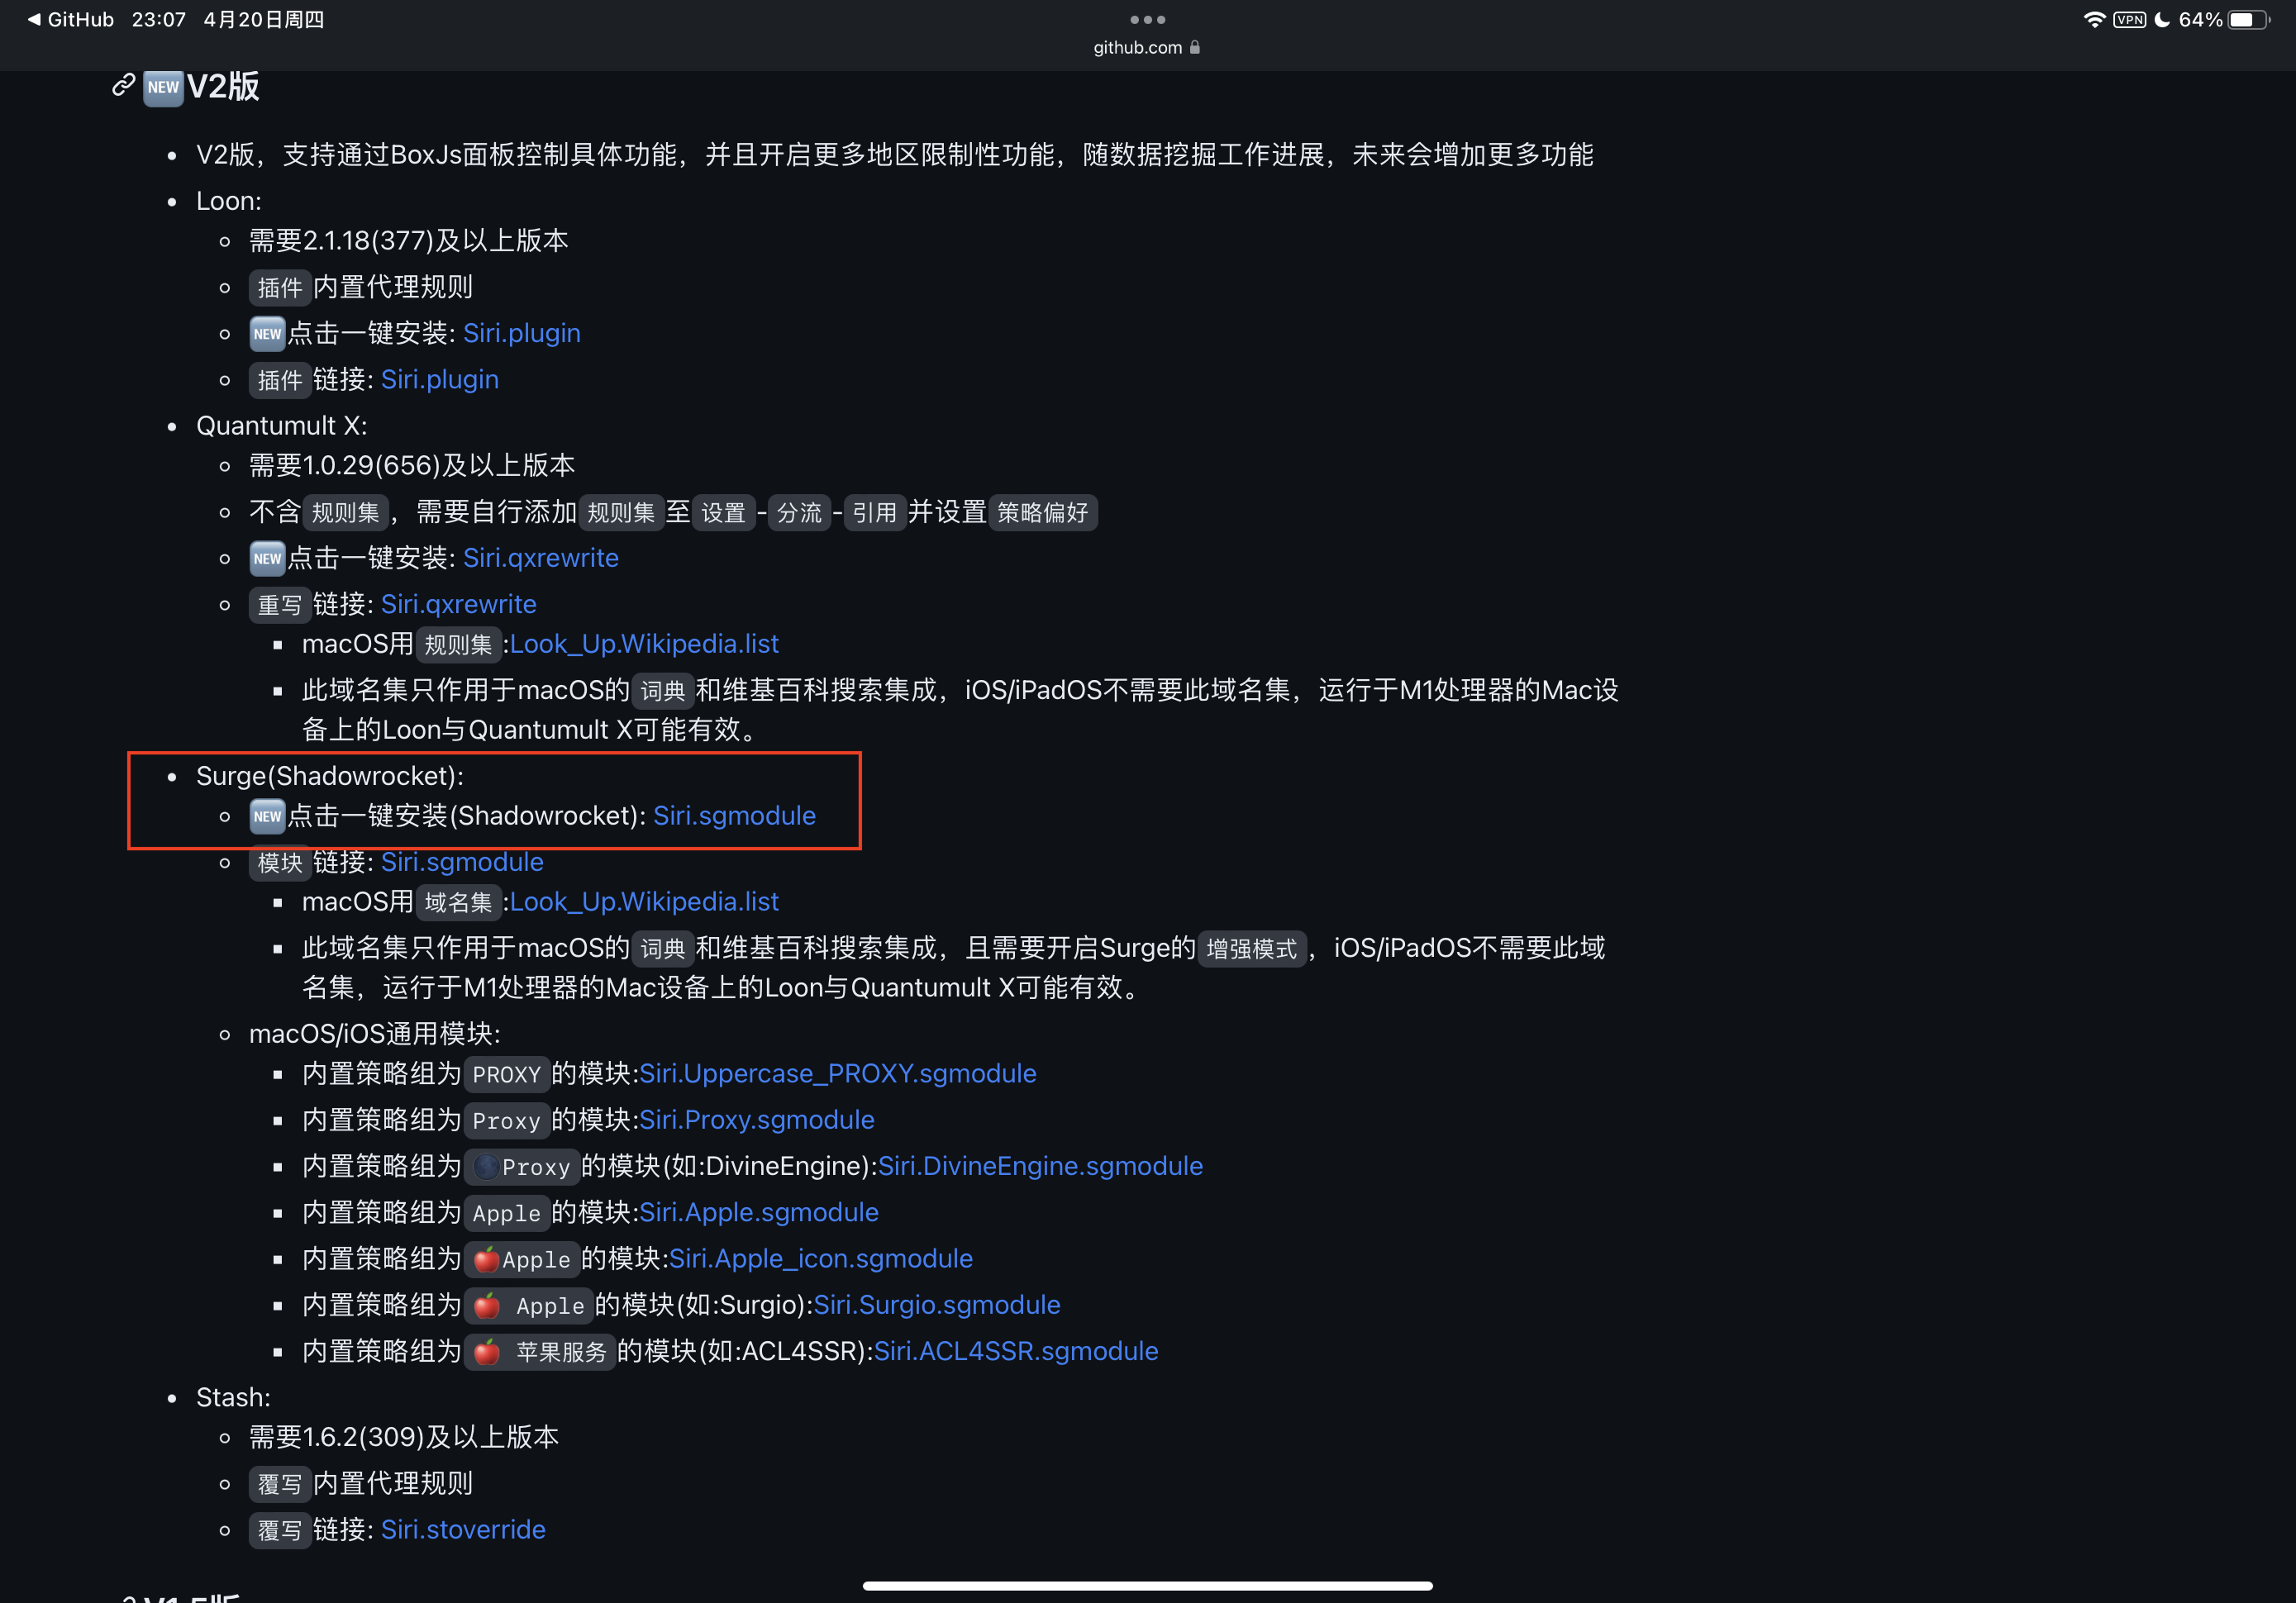 GitHub 23:07 4月20日周四
VPN 64%
github.com
NEW V2版
V2版，支持通过BoxJs面板控制具体功能，并且开启更多地区限制性功能，随数据挖掘工作进展，未来会增加更多功能
Loon:
需要2.1.18(377)及以上版本
插件 内置代理规则
NEW 点击一键安装: Siri.plugin
插件 链接: Siri.plugin
Quantumult X:
需要1.0.29(656)及以上版本
不含 规则集 ，需要自行添加 规则集 至 设置 - 分流 - 引用 并设置 策略偏好
NEW 点击一键安装: Siri.qxrewrite
重写 链接: Siri.qxrewrite
macOS用 规则集 :Look_Up.Wikipedia.list
此域名集只作用于macOS的 词典 和维基百科搜索集成，iOS/iPadOS不需要此域名集，运行于M1处理器的Mac设
备上的Loon与Quantumult X可能有效。
Surge(Shadowrocket):
NEW 点击一键安装(Shadowrocket): Siri.sgmodule
模块 链接: Siri.sgmodule
macOS用 域名集 :Look_Up.Wikipedia.list
此域名集只作用于macOS的 词典 和维基百科搜索集成，且需要开启Surge的 增强模式 ，iOS/iPadOS不需要此域
名集，运行于M1处理器的Mac设备上的Loon与Quantumult X可能有效。
macOS/iOS通用模块:
内置策略组为 PROXY 的模块:Siri.Uppercase_PROXY.sgmodule
内置策略组为 Proxy 的模块:Siri.Proxy.sgmodule
内置策略组为 🌑Proxy 的模块(如:DivineEngine):Siri.DivineEngine.sgmodule
内置策略组为 Apple 的模块:Siri.Apple.sgmodule
内置策略组为 🍎Apple 的模块:Siri.Apple_icon.sgmodule
内置策略组为 🍎 Apple 的模块(如:Surgio):Siri.Surgio.sgmodule
内置策略组为 🍎 苹果服务 的模块(如:ACL4SSR):Siri.ACL4SSR.sgmodule
Stash:
需要1.6.2(309)及以上版本
覆写 内置代理规则
覆写 链接: Siri.stoverride
V1.5版